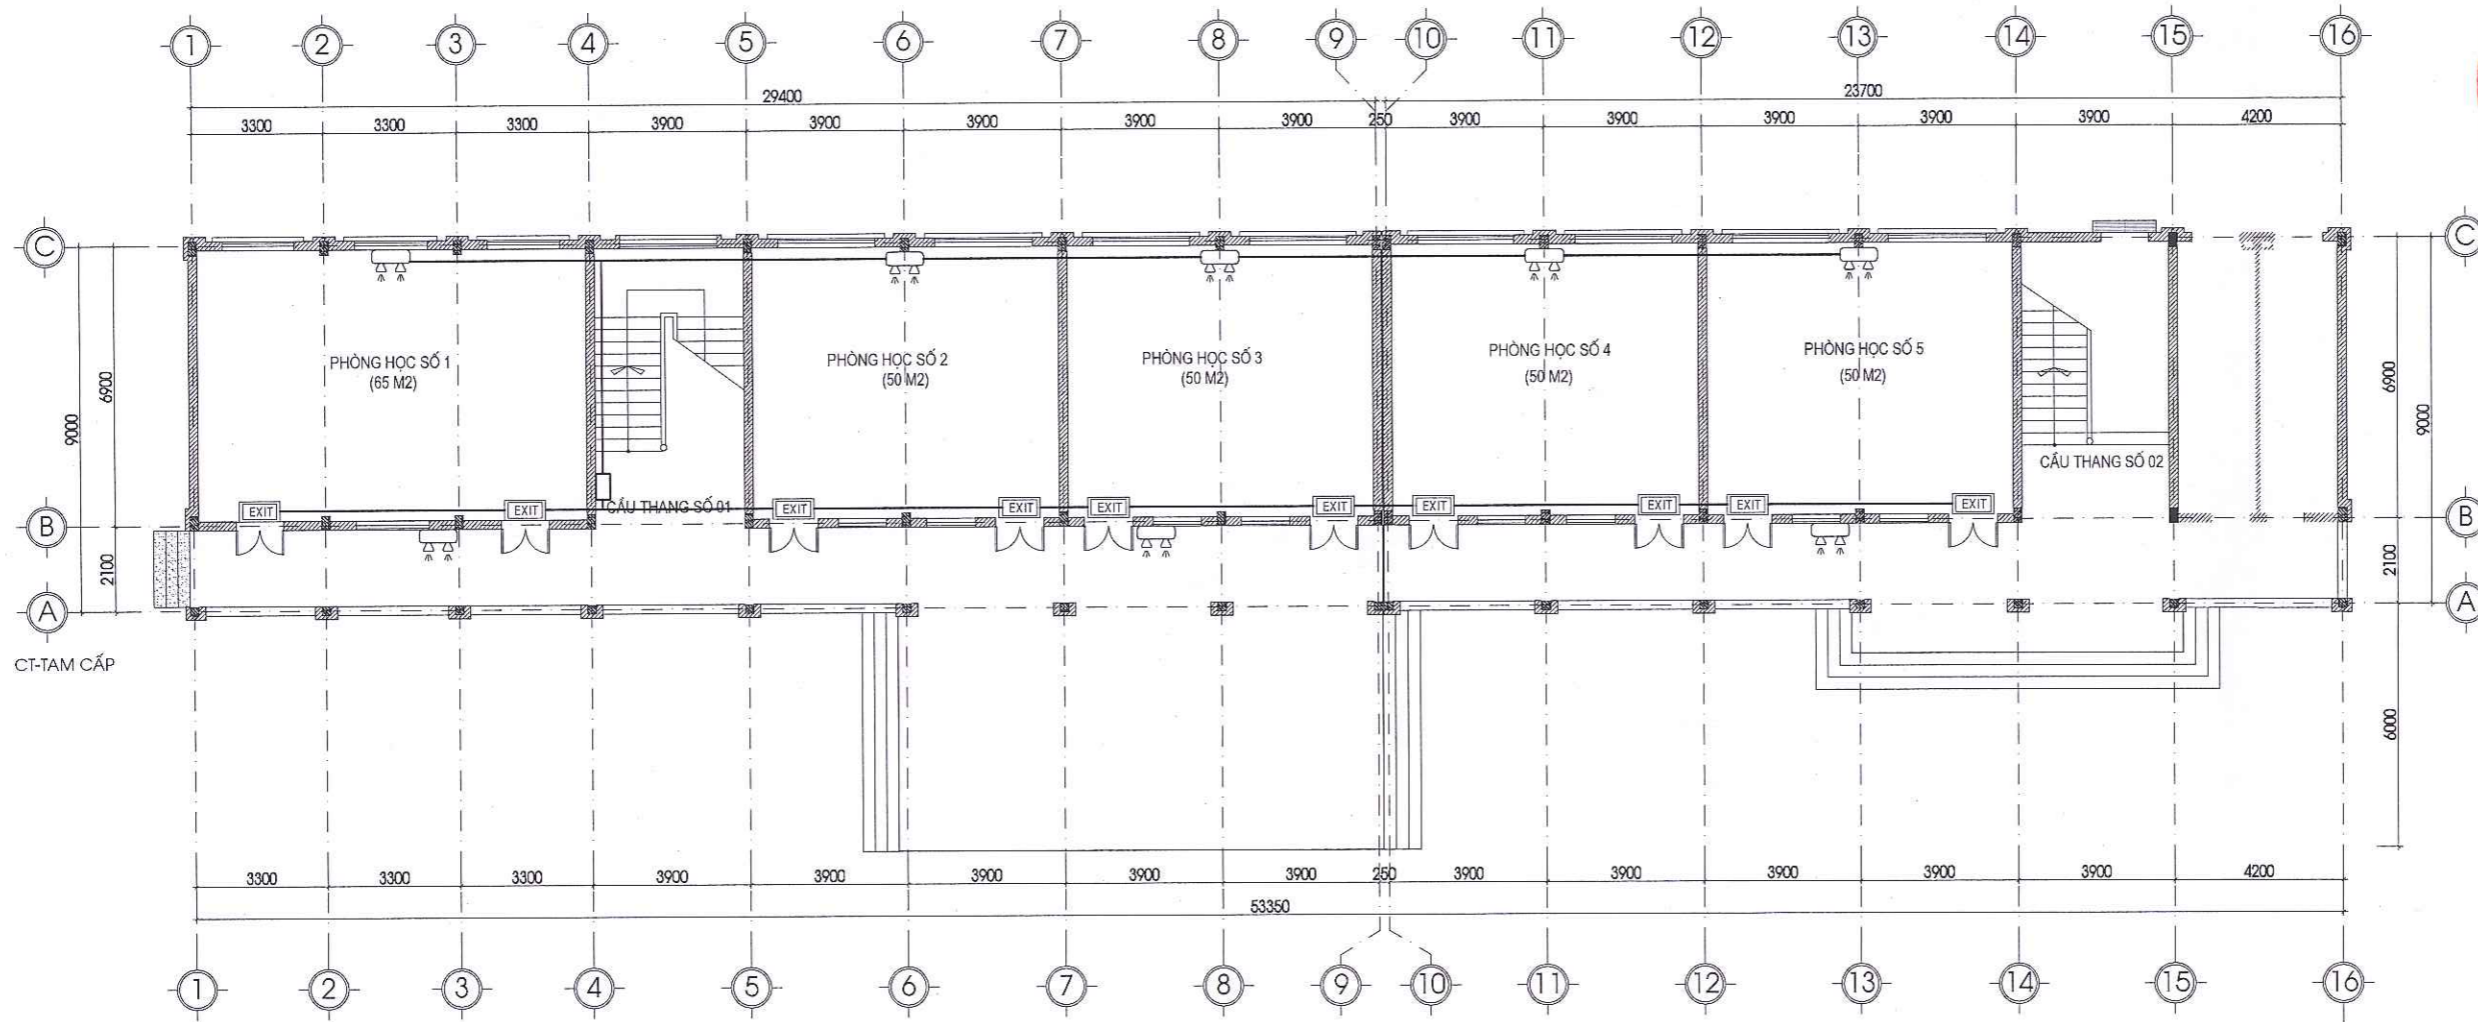 1 2 3 4 5 6 7 8 9 10 11 12 13 14 15 16
29400 23700
3300 3300 3300 3900 3900 3900 3900 3900 250 3900 3900 3900 3900 3900 4200
C C
PHÒNG HỌC SỐ 1
(65 M2)
PHÒNG HỌC SỐ 2
(50 M2)
PHÒNG HỌC SỐ 3
(50 M2)
PHÒNG HỌC SỐ 4
(50 M2)
PHÒNG HỌC SỐ 5
(50 M2)
9000 6900 6900 9000
CẦU THANG SỐ 02
CẦU THANG SỐ 01
EXIT EXIT EXIT EXIT EXIT EXIT EXIT EXIT EXIT EXIT
B B
2100 2100
A A
CT-TAM CẤP
6000
3300 3300 3300 3900 3900 3900 3900 3900 250 3900 3900 3900 3900 3900 4200
53350
1 2 3 4 5 6 7 8 9 10 11 12 13 14 15 16